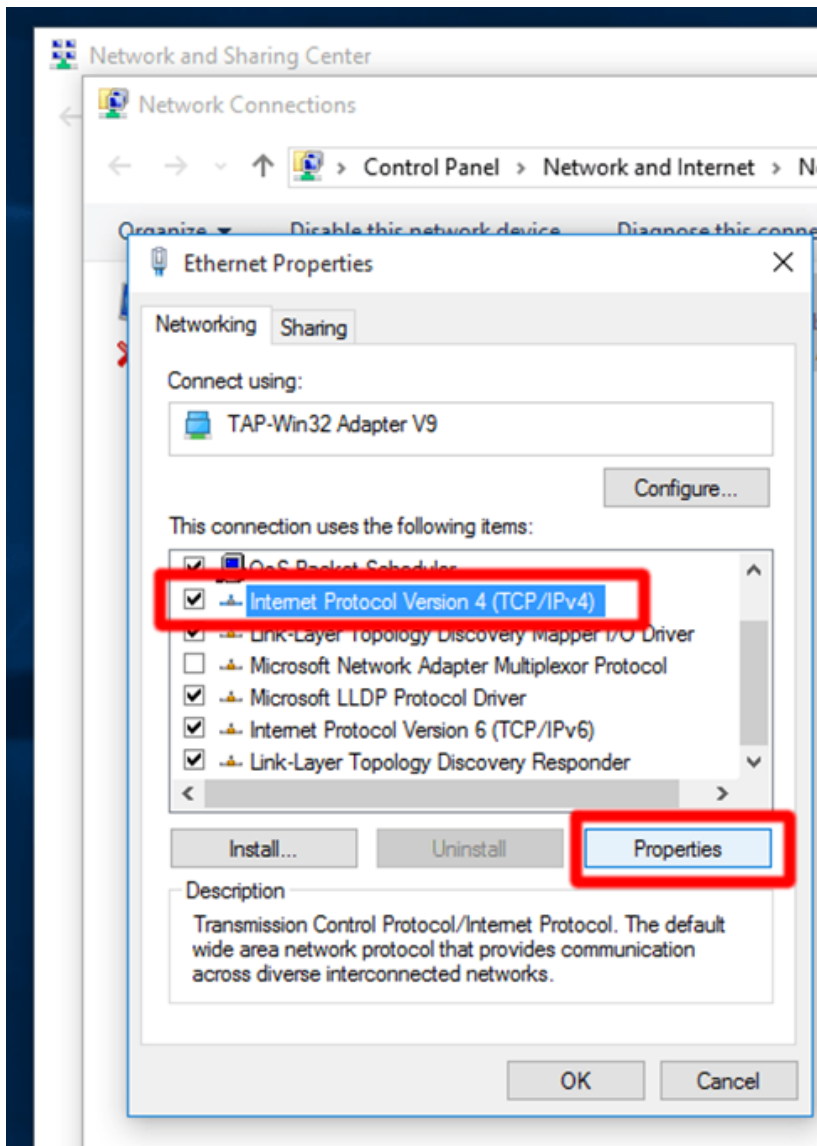 Network and Sharing Center
Network Connections
Control Panel > Network and Internet >
Organize Disable this network device Diagnose this
Ethernet Properties
Networking Sharing
Connect using:
TAP-Win32 Adapter V9
Configure...
This connection uses the following items:
QoS Packet Scheduler
Internet Protocol Version 4 (TCP/IPv4)
Link-Layer Topology Discovery Mapper I/O Driver
Microsoft Network Adapter Multiplexor Protocol
Microsoft LLDP Protocol Driver
Internet Protocol Version 6 (TCP/IPv6)
Link-Layer Topology Discovery Responder
Install... Uninstall Properties
Description
Transmission Control Protocol/Internet Protocol. The default
wide area network protocol that provides communication
across diverse interconnected networks.
OK Cancel